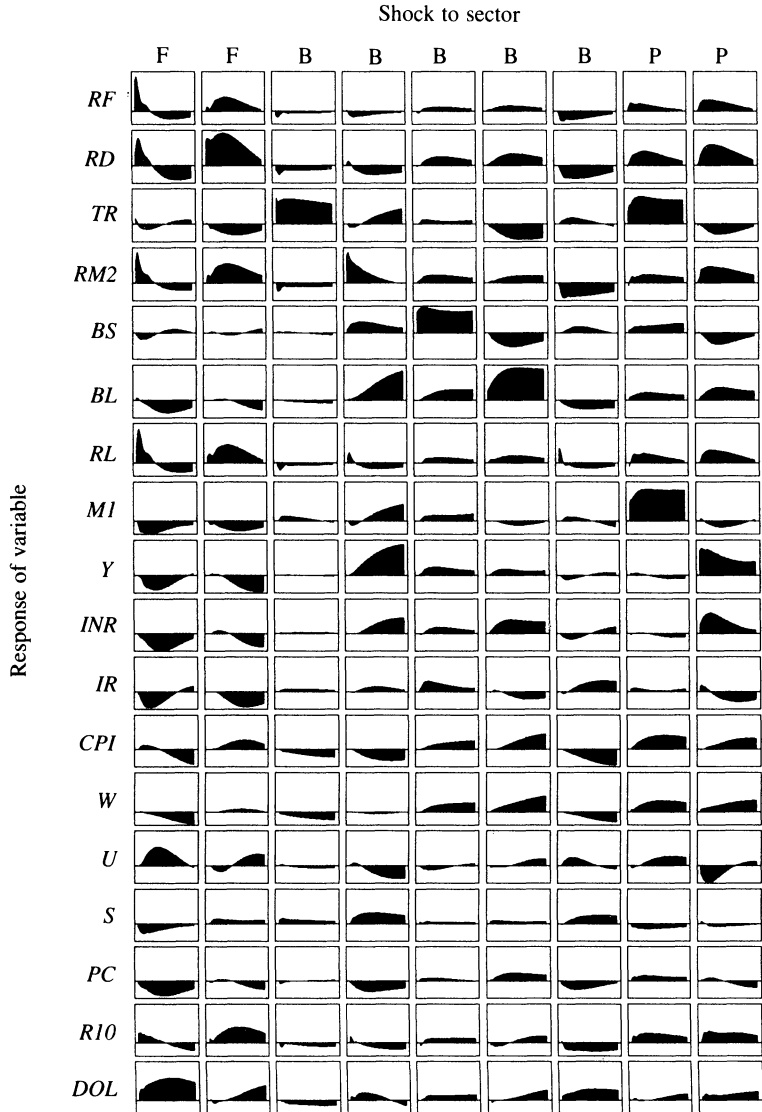 Shock to sector
F F B B B B B P P
RF
RD
TR
RM2
BS
BL
RL
M1
Y
INR
IR
CPI
W
U
S
PC
R10
DOL
Response of variable